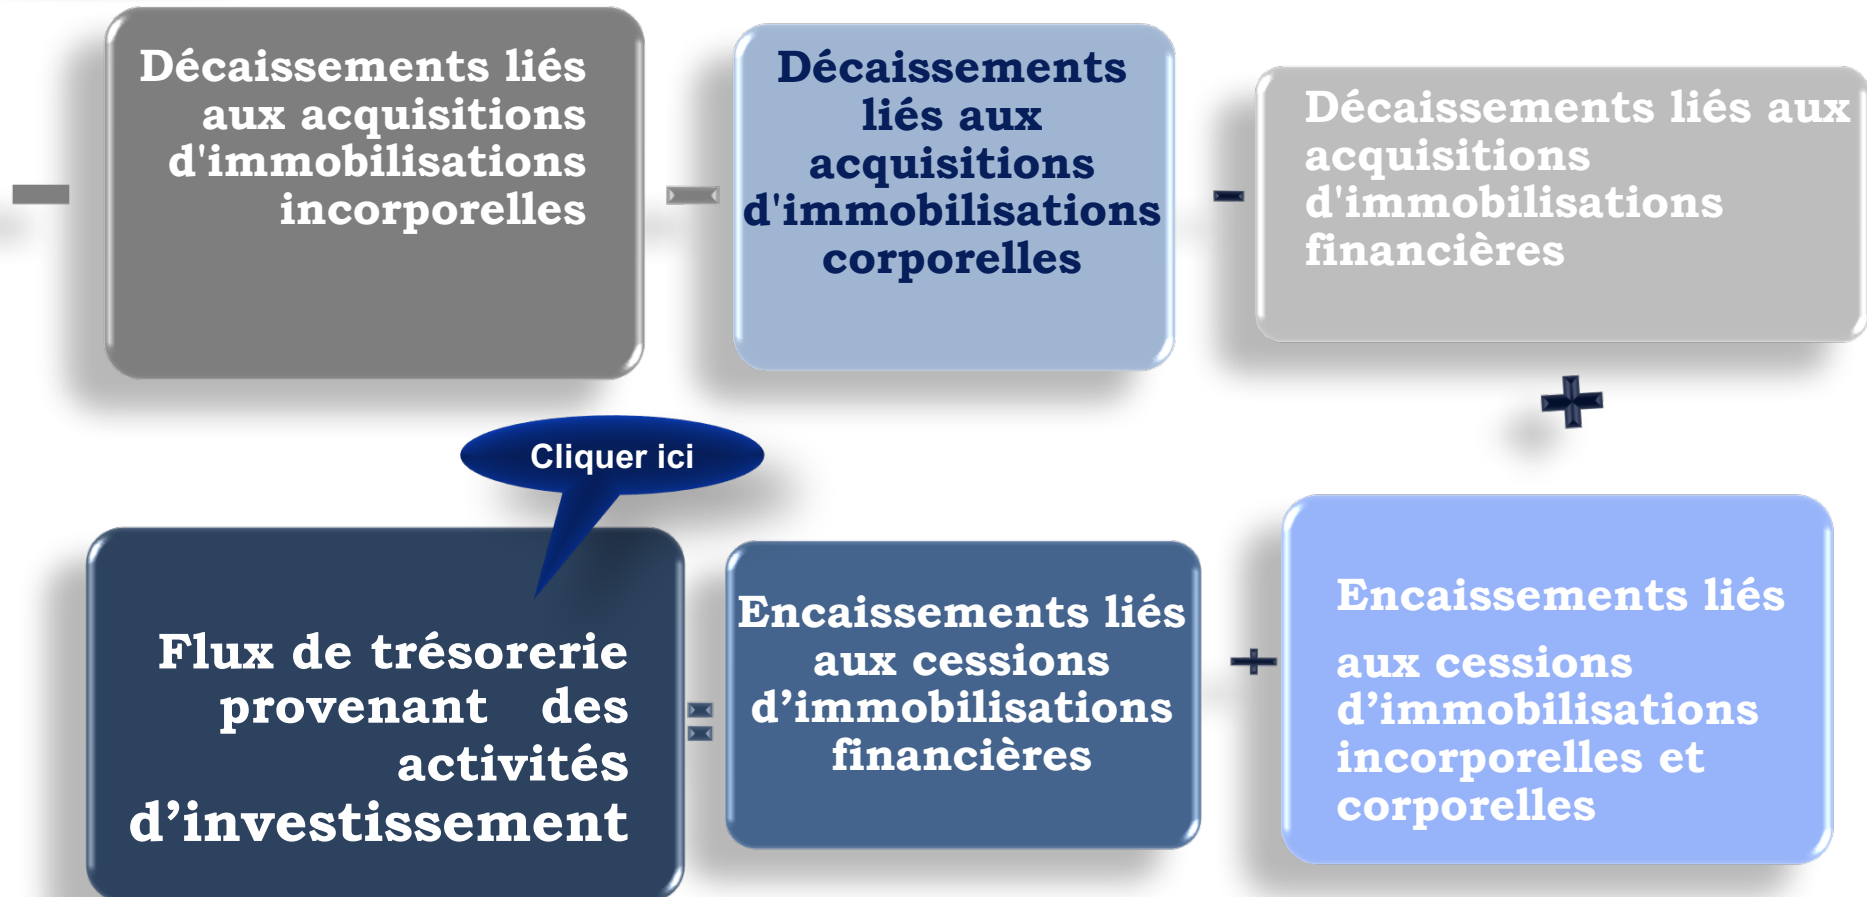 Décaissements liés
aux acquisitions
d'immobilisations
incorporelles
Décaissements
liés aux
acquisitions
d'immobilisations
corporelles
Décaissements liés aux
acquisitions
d'immobilisations
financières
Cliquer ici
Flux de trésorerie
provenant des
activités
d’investissement
Encaissements liés
aux cessions
d’immobilisations
financières
Encaissements liés
aux cessions
d’immobilisations
incorporelles et
corporelles